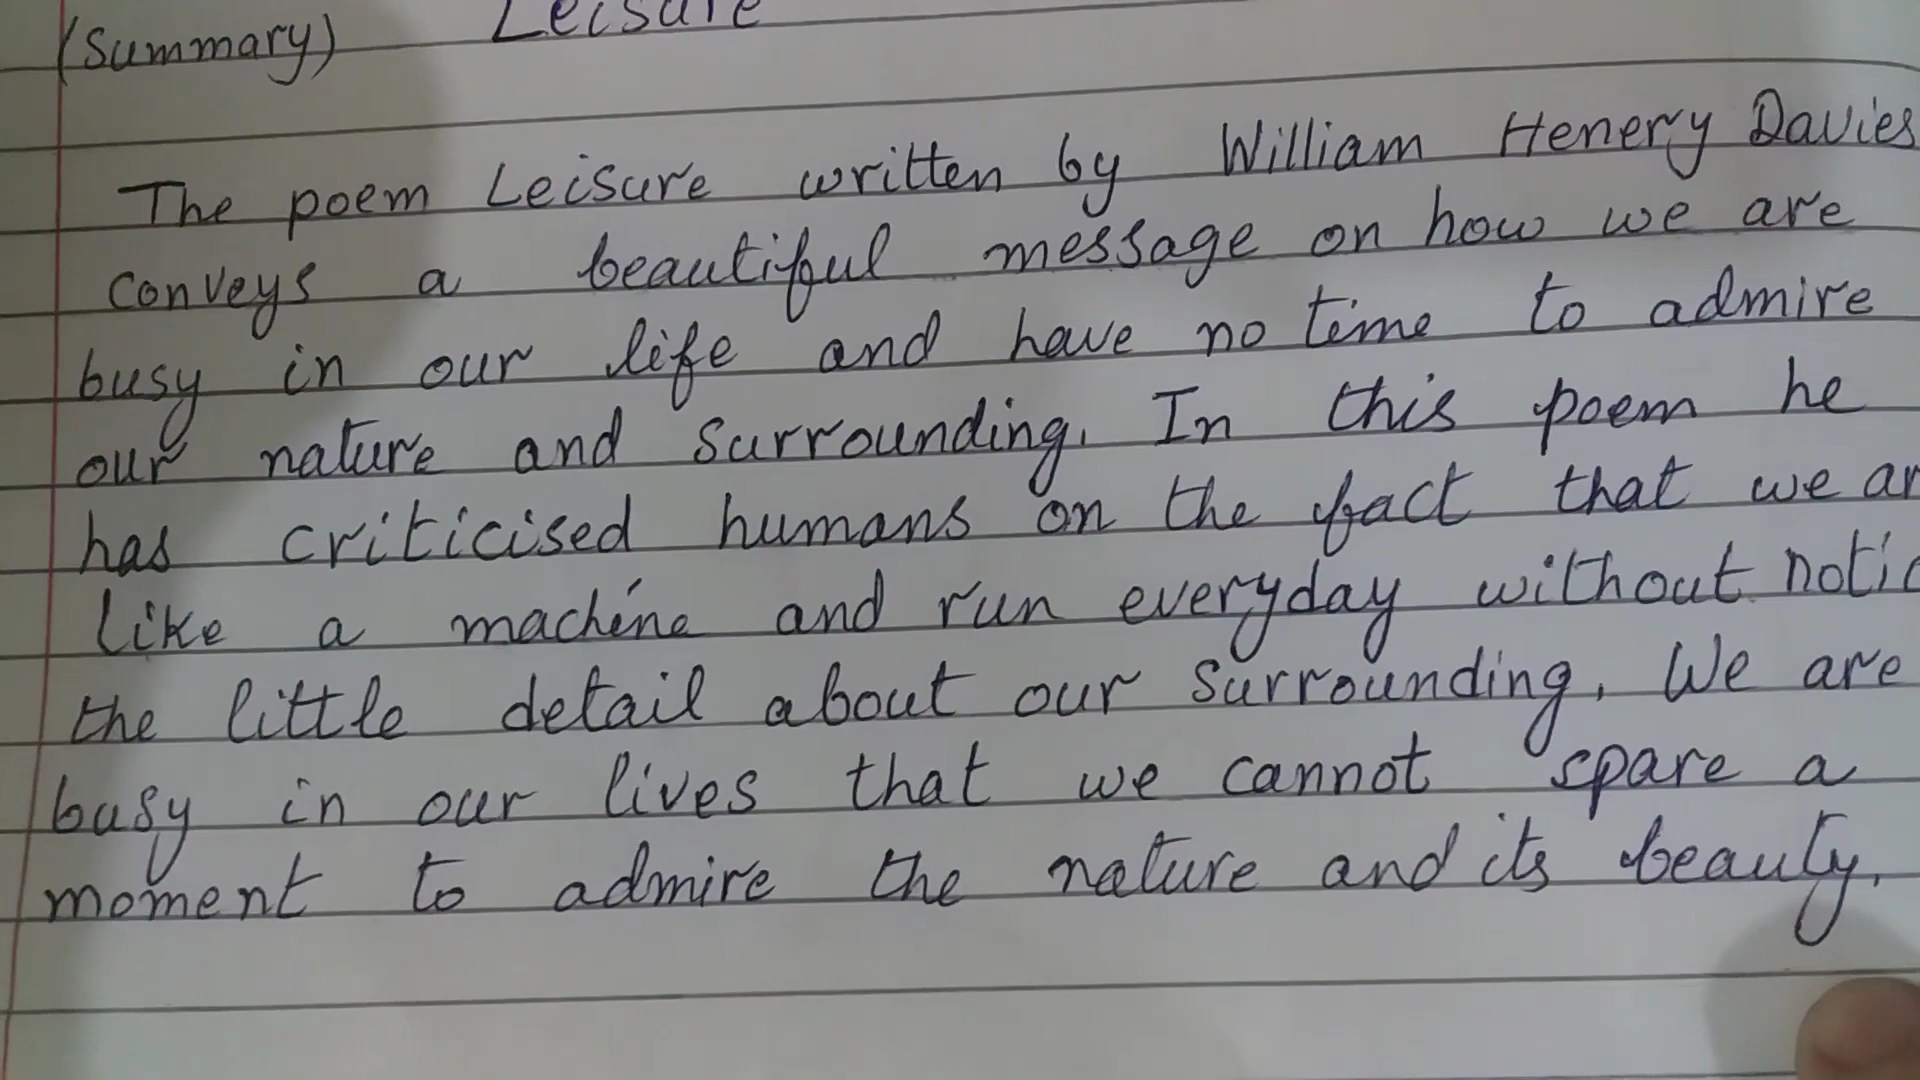 (Summary) Leisure
The poem Leisure written by William Henery Davies
conveys a beautiful message on how we are
busy in our life and have no time to admire
our nature and surrounding. In this poem he
has criticised humans on the fact that we ar
like a machine and run everyday without notic
the little detail about our surrounding. We are
busy in our lives that we cannot spare a
moment to admire the nature and its beauty.